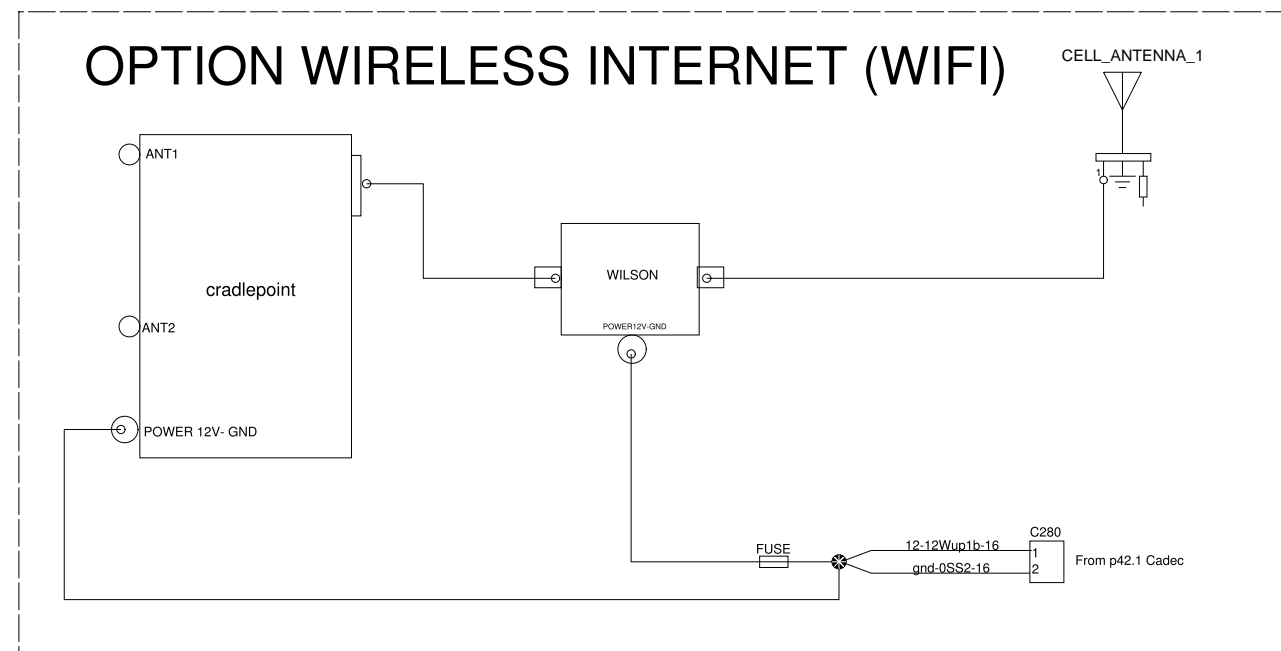 OPTION WIRELESS INTERNET (WIFI)
CELL_ANTENNA_1
ANT1
1
WILSON
cradlepoint
POWER12V-GND
ANT2
POWER 12V- GND
C280
FUSE
12-12Wup1b-16
1
From p42.1 Cadec
gnd-0SS2-16
2